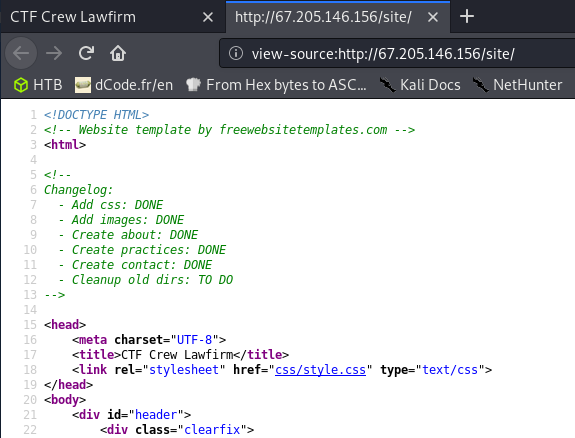 CTF Crew Lawfirm
http://67.205.146.156/site/
view-source:http://67.205.146.156/site/
HTB dCode.fr/en From Hex bytes to ASC... Kali Docs NetHunter
1 <!DOCTYPE HTML>
2 <!-- Website template by freewebsitetemplates.com -->
3 <html>
4
5 <!--
6 Changelog:
7 - Add css: DONE
8 - Add images: DONE
9 - Create about: DONE
10 - Create practices: DONE
11 - Create contact: DONE
12 - Cleanup old dirs: TO DO
13 -->
14
15 <head>
16 <meta charset="UTF-8">
17 <title>CTF Crew Lawfirm</title>
18 <link rel="stylesheet" href="css/style.css" type="text/css">
19 </head>
20 <body>
21 <div id="header">
22 <div class="clearfix">